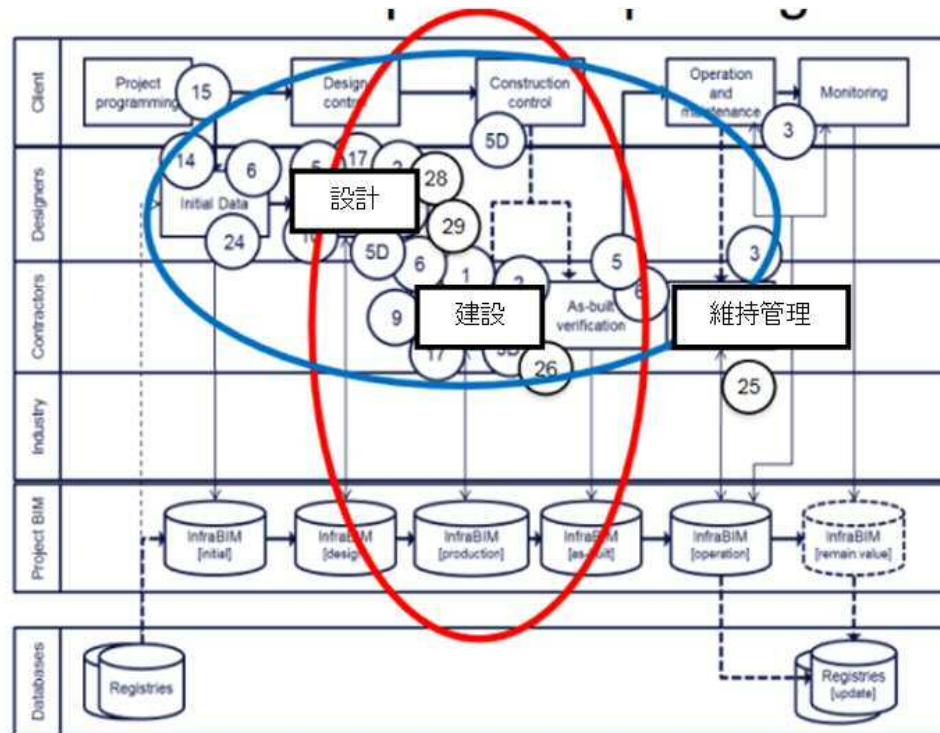 Client
Project
programming
15
Design
control
Construction
control
5D
Operation
and
maintenance
Monitoring
3
Designers
14
6
Initial Data
24
17
設計
28
29
5D
6
5
3
Contractors
9
1
建設
17
26
As-built
verification
維持管理
25
Industry
Project BIM
InfraBIM
[initial]
InfraBIM
[design]
InfraBIM
[production]
InfraBIM
[as-built]
InfraBIM
[operation]
InfraBIM
[remain.value]
Databases
Registries
Registries
[update]